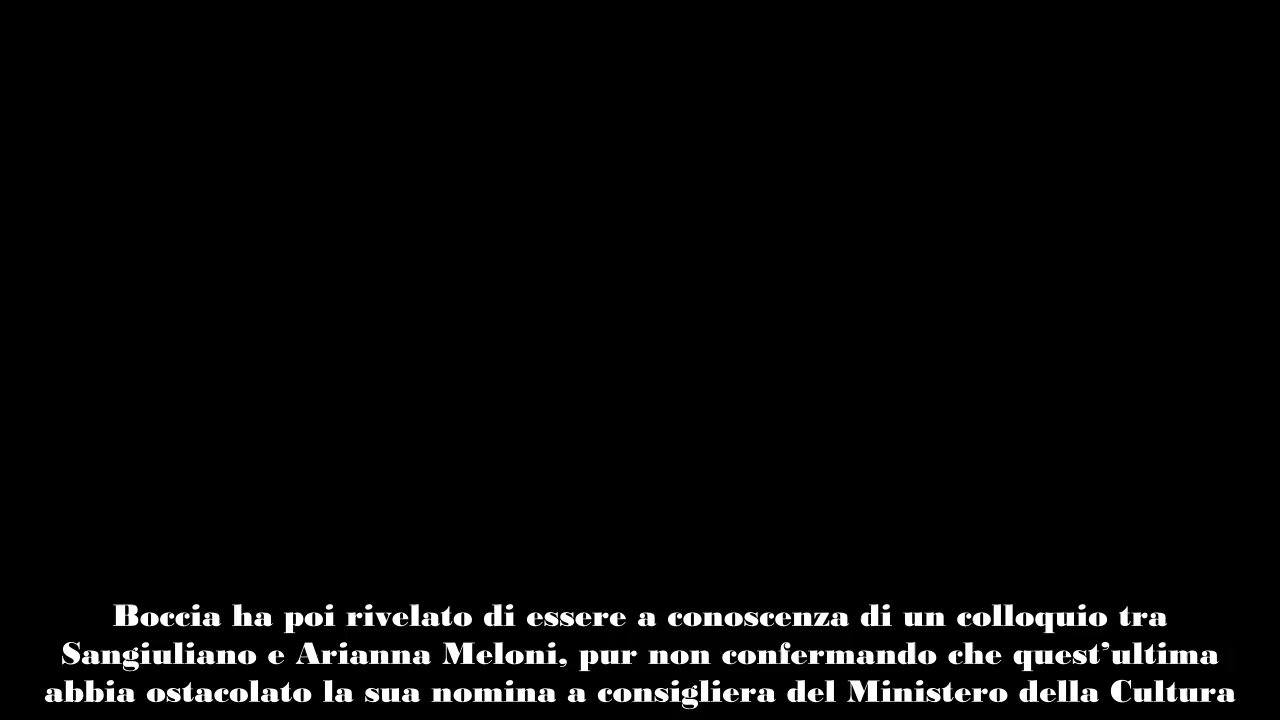 Boccia ha poi rivelato di essere a conoscenza di un colloquio tra
Sangiuliano e Arianna Meloni, pur non confermando che quest’ultima
abbia ostacolato la sua nomina a consigliera del Ministero della Cultura